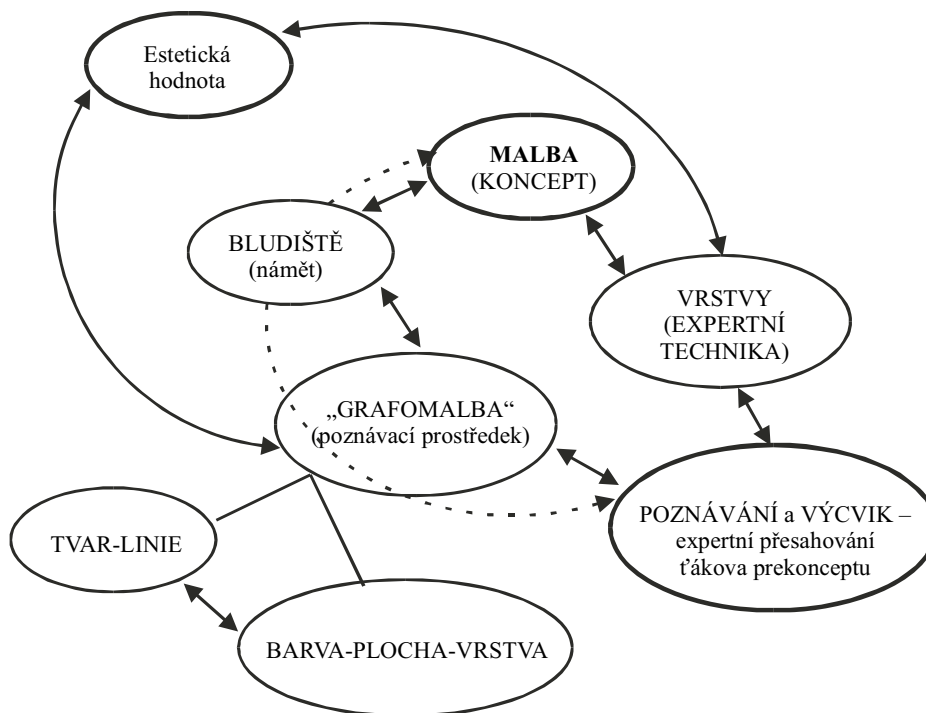 Estetická
hodnota
MALBA
(KONCEPT)
BLUDIŠTĚ
(námět)
VRSTVY
(EXPERTNÍ
TECHNIKA)
„GRAFOMALBA“
(poznávací prostředek)
POZNÁVÁNÍ a VÝCVIK –
expertní přesahování
ťákova prekonceptu
TVAR-LINIE
BARVA-PLOCHA-VRSTVA